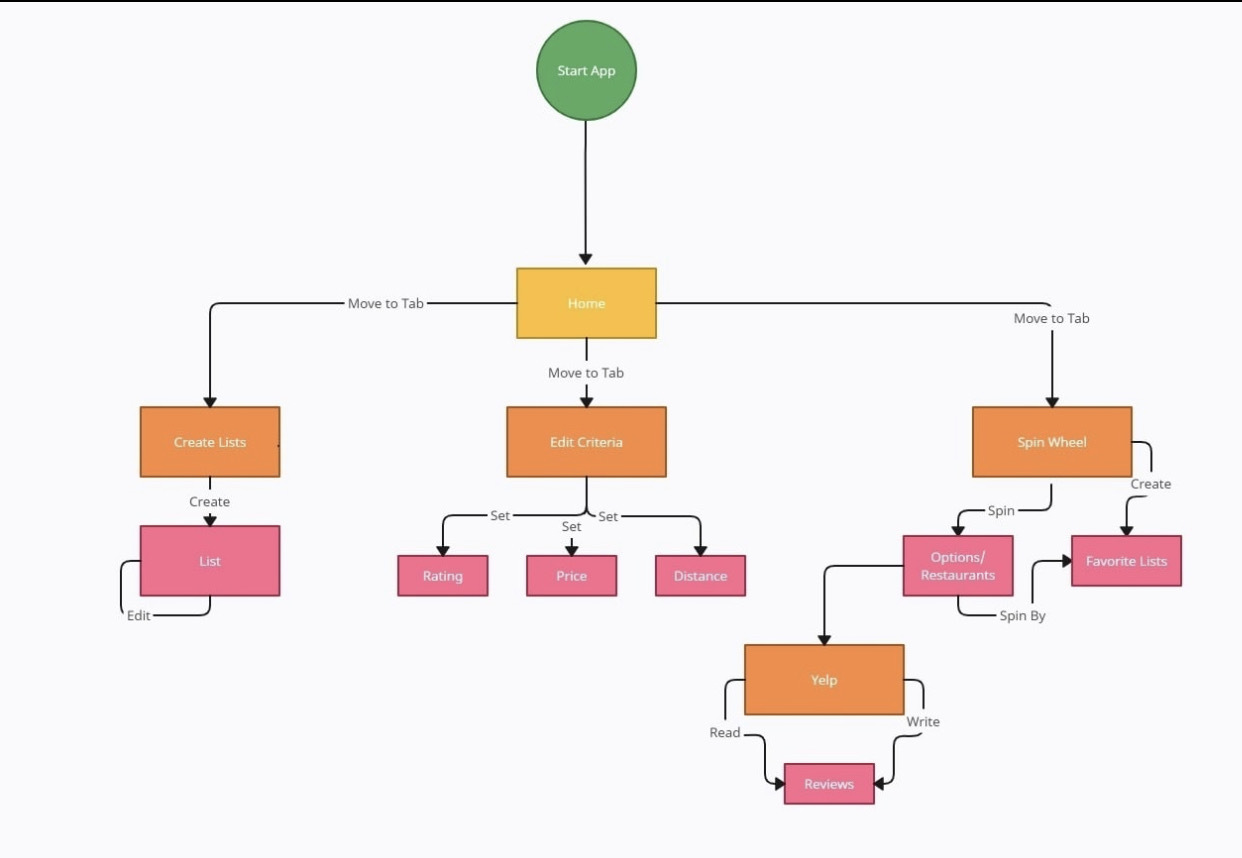 Start App
Home
Move to Tab
Move to Tab
Move to Tab
Create Lists
Edit Criteria
Spin Wheel
Create
Create
Set
Set
Set
Spin
List
Rating
Price
Distance
Options/
Restaurants
Favorite Lists
Edit
Spin By
Yelp
Read
Write
Reviews